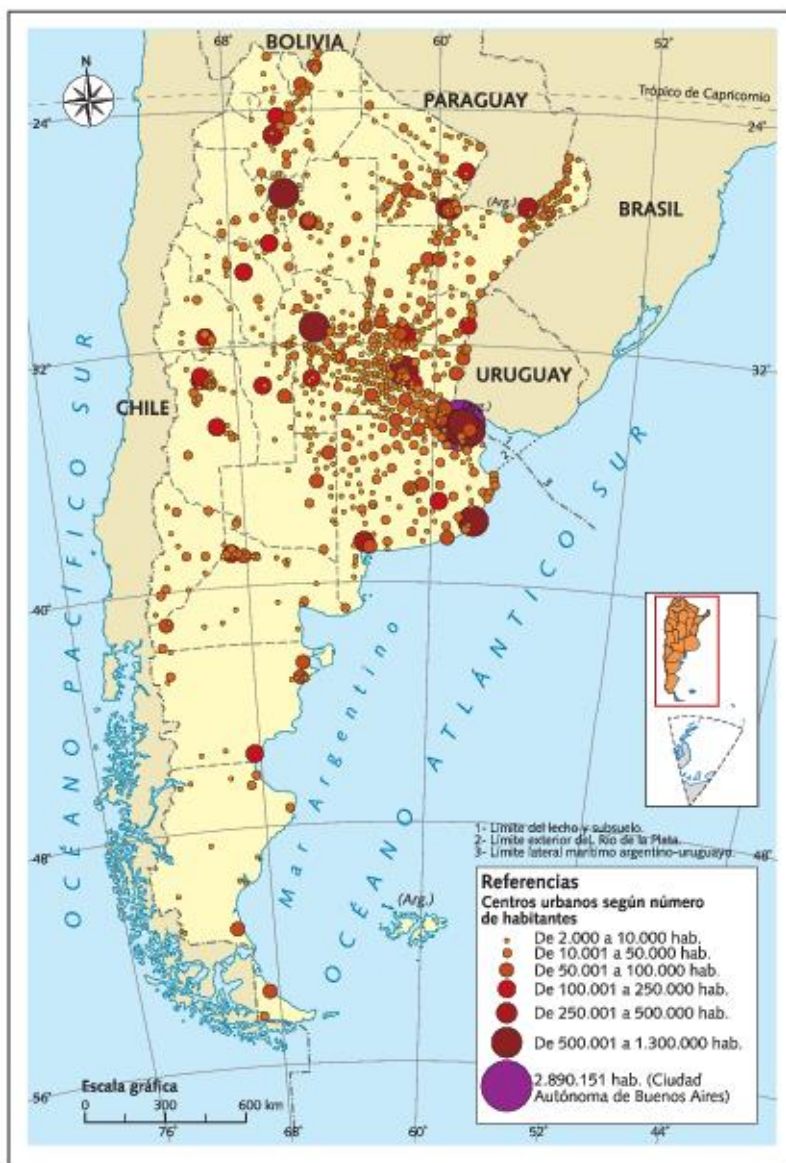 68°
60°
52°
BOLIVIA
N
PARAGUAY
Trópico de Capricornio
24°
24°
(Arg.)
BRASIL
32°
32°
URUGUAY
CHILE
1
2
3
OCÉANO PACÍFICO SUR
OCÉANO ATLÁNTICO SUR
Mar Argentino
40°
48°
48°
1- Límite del lecho y subsuelo.
2- Límite exterior del Río de la Plata.
3- Límite lateral marítimo argentino-uruguayo.
(Arg.)
Referencias
Centros urbanos según número
de habitantes
De 2.000 a 10.000 hab.
De 10.001 a 50.000 hab.
De 50.001 a 100.000 hab.
De 100.001 a 250.000 hab.
De 250.001 a 500.000 hab.
De 500.001 a 1.300.000 hab.
2.890.151 hab. (Ciudad
Autónoma de Buenos Aires)
Escala gráfica
0 300 600 km
56°
76°
68°
60°
52°
44°